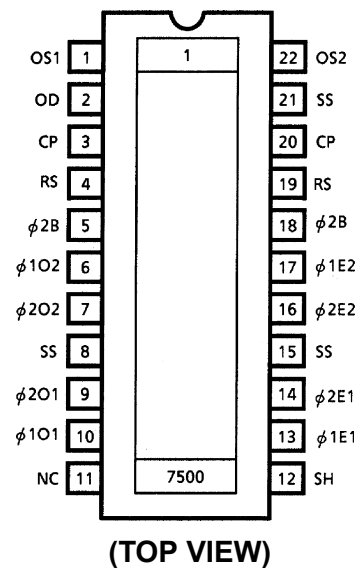 OS1 1 1 22 OS2
OD 2 21 SS
CP 3 20 CP
RS 4 19 RS
ϕ2B 5 18 ϕ2B
ϕ1O2 6 17 ϕ1E2
ϕ2O2 7 16 ϕ2E2
SS 8 15 SS
ϕ2O1 9 14 ϕ2E1
ϕ1O1 10 13 ϕ1E1
NC 11 7500 12 SH
(TOP VIEW)